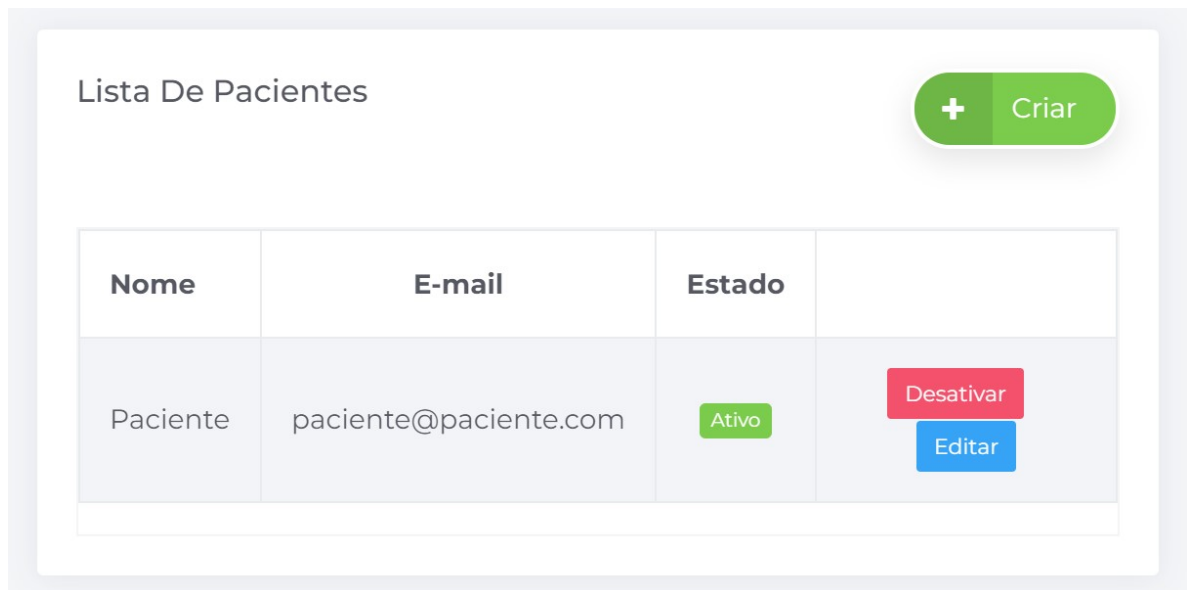 Lista De Pacientes
+ Criar
Nome E-mail Estado
Paciente paciente@paciente.com Ativo Desativar
Editar